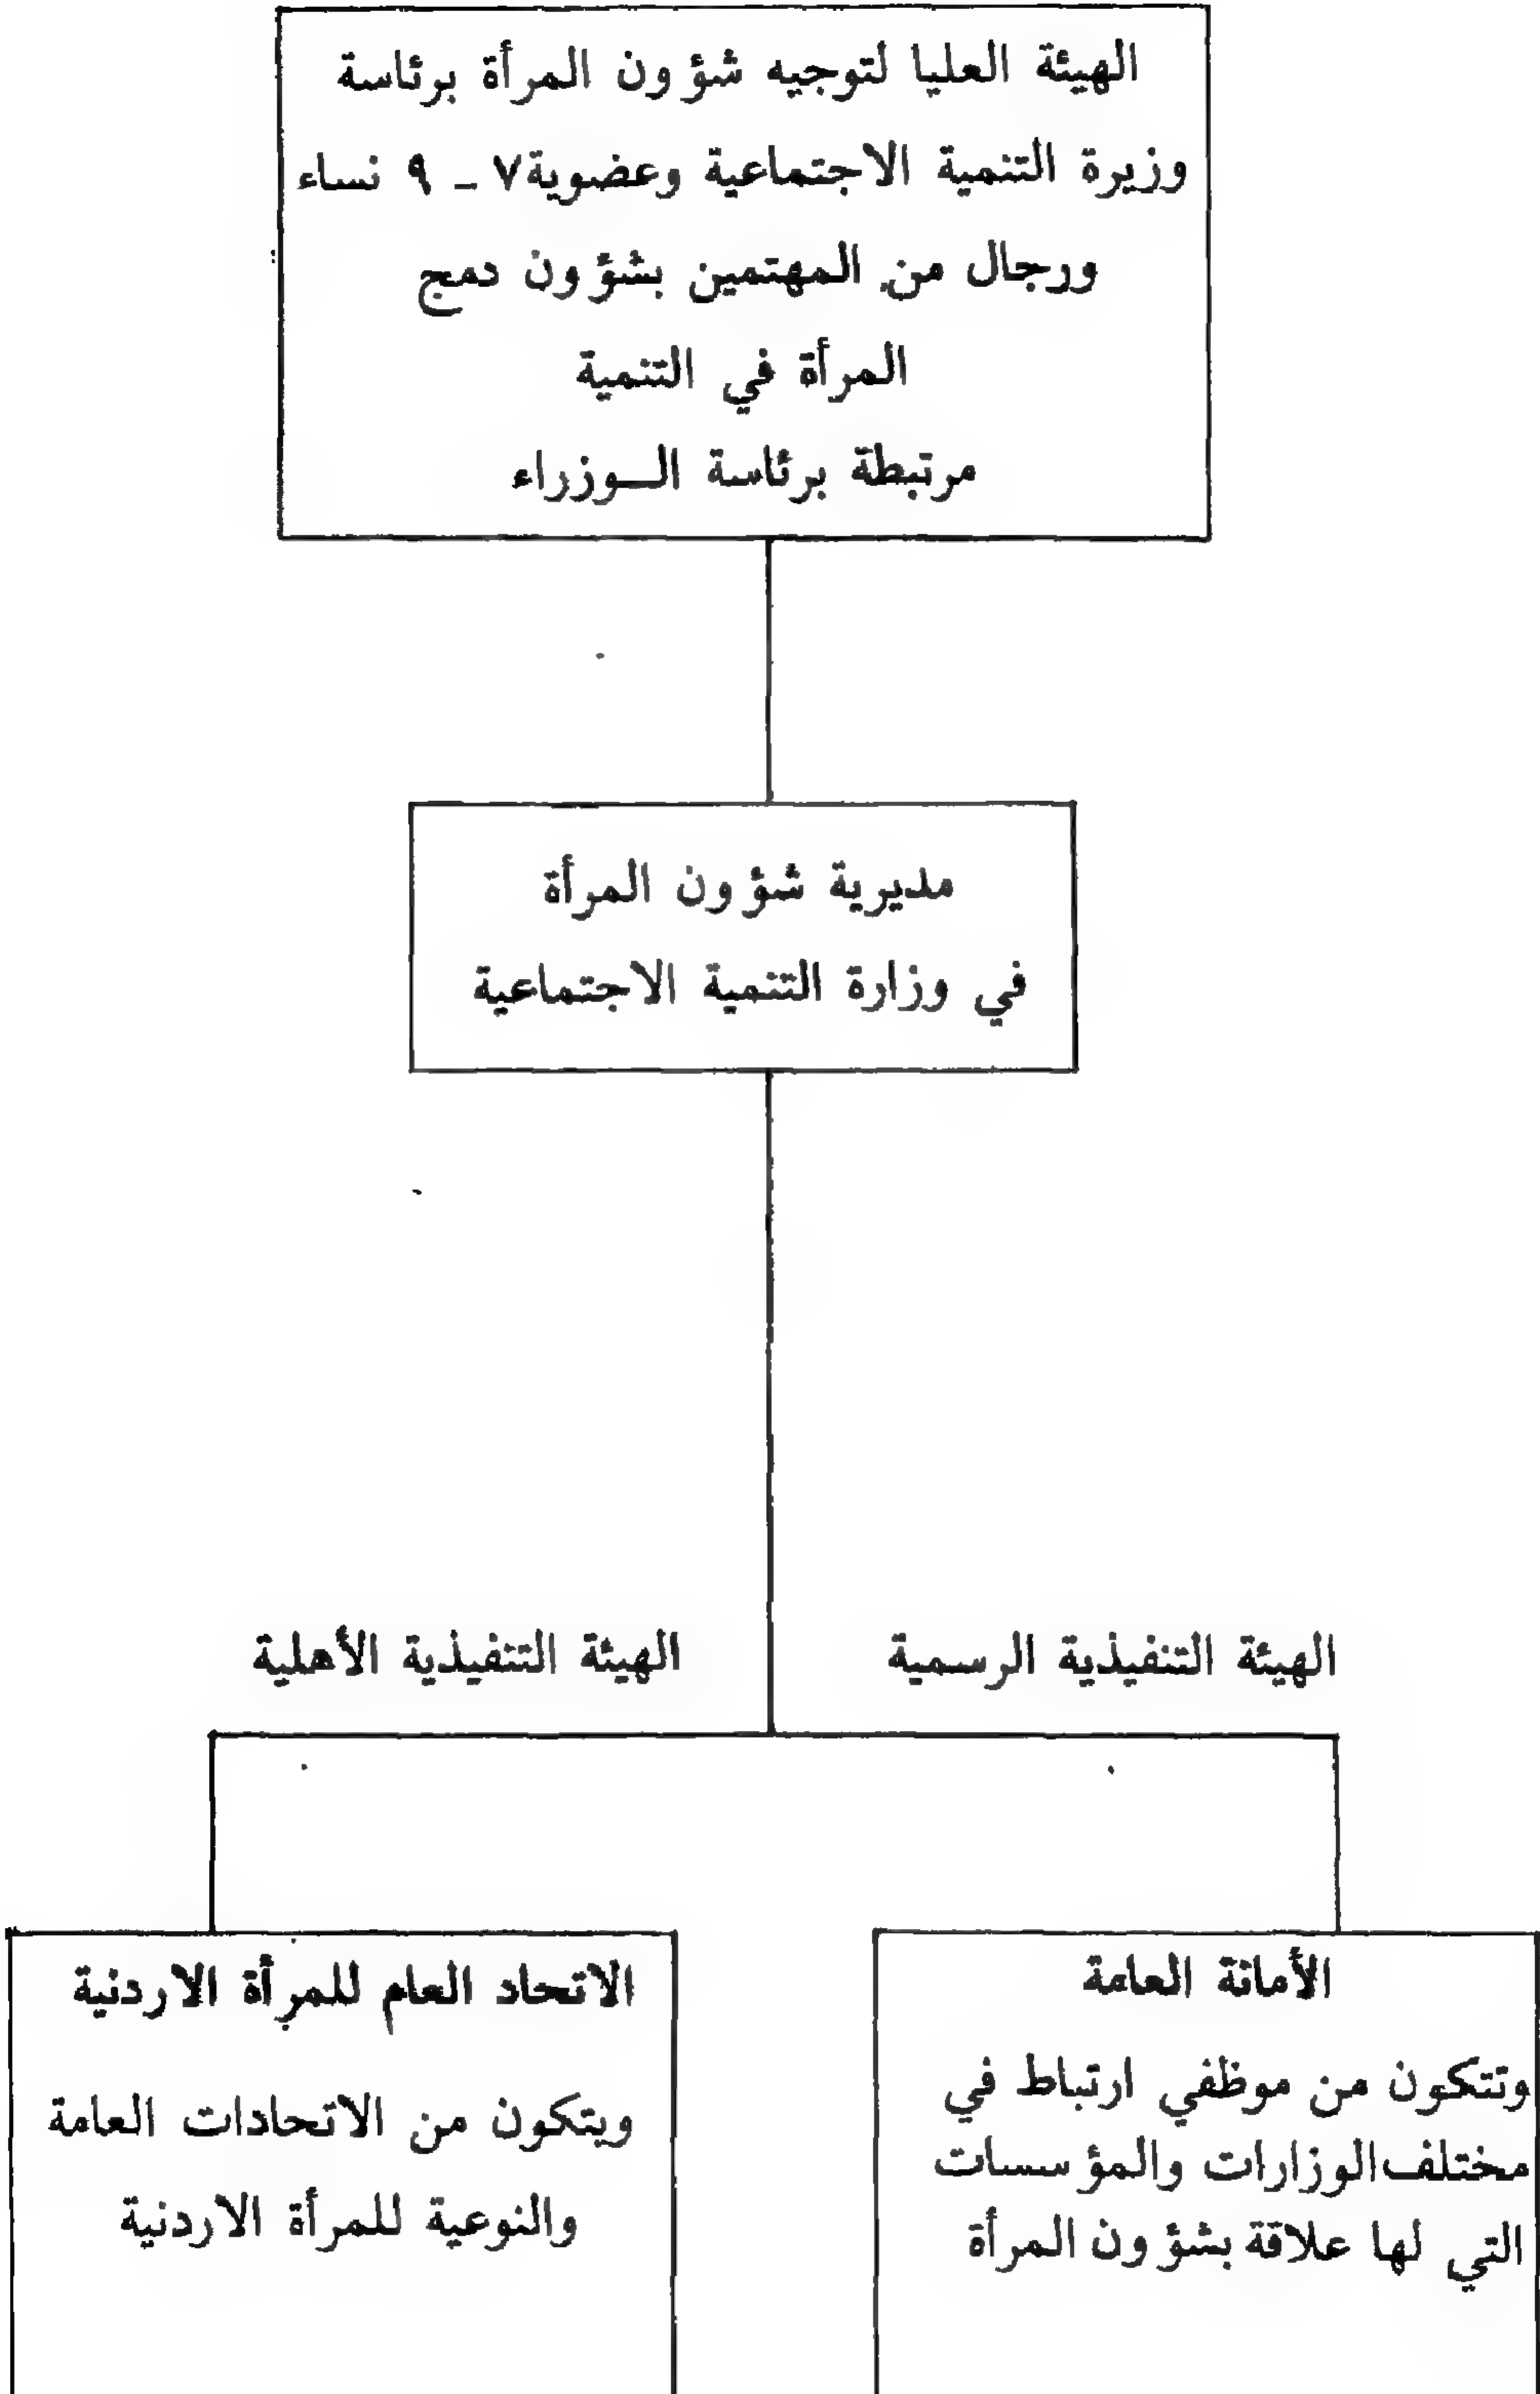 الهيئة العليا لتوجيه شؤون المرأة برئاسة
وزيرة التنمية الاجتماعية وعضوية ٧ ـ ٩ نساء
ورجال من المهتمين بشؤون دمج
المرأة في التنمية
مرتبطة برئاسة الــوزراء
مديرية شؤون المرأة
في وزارة التنمية الاجتماعية
الهيئة التنفيذية الرسمية
الهيئة التنفيذية الأهلية
الأمانة العامة
وتتكون من موظفي ارتباط في
مختلف الوزارات والمؤسسات
التي لها علاقة بشؤون المرأة
الاتحاد العام للمرأة الاردنية
ويتكون من الاتحادات العامة
والنوعية للمرأة الاردنية